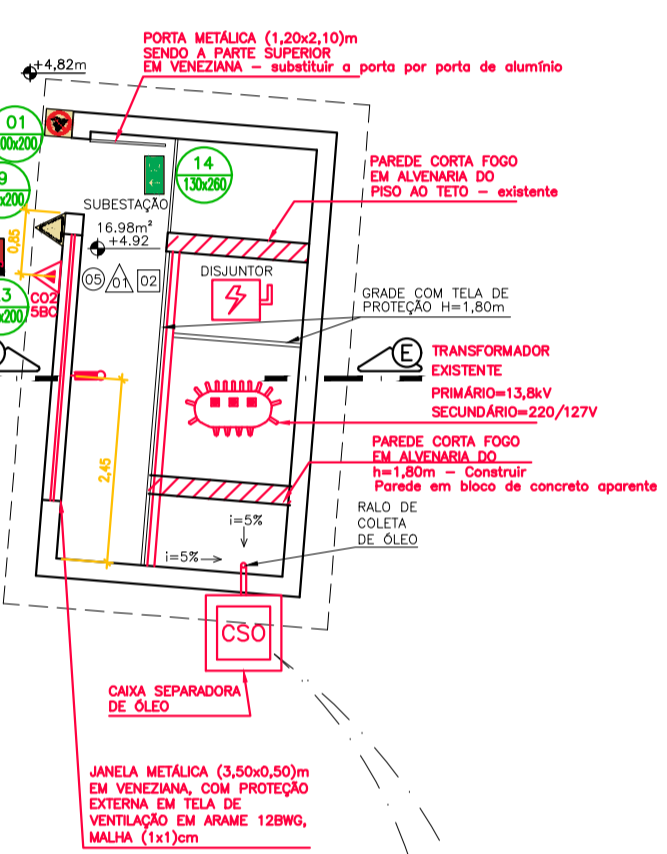 PORTA METÁLICA (1,20x2,10)m
SENDO A PARTE SUPERIOR
EM VENEZIANA – substituir a porta por porta de alumínio
+4,82m
01
00x200
14
130x260
PAREDE CORTA FOGO
EM ALVENARIA DO
PISO AO TETO – existente
9
x200
SUBESTAÇÃO
16.98m²
+4.92
0,85
05
01
02
DISJUNTOR
CO2
5BC
3
x200
GRADE COM TELA DE
PROTEÇÃO H=1,80m
E
TRANSFORMADOR
EXISTENTE
PRIMÁRIO=13,8kV
SECUNDÁRIO=220/127V
2,45
PAREDE CORTA FOGO
EM ALVENARIA DO
h=1,80m – Construir
Parede em bloco de concreto aparente
RALO DE
COLETA
DE ÓLEO
i=5%
i=5%
CSO
CAIXA SEPARADORA
DE ÓLEO
JANELA METÁLICA (3,50x0,50)m
EM VENEZIANA, COM PROTEÇÃO
EXTERNA EM TELA DE
VENTILAÇÃO EM ARAME 12BWG,
MALHA (1x1)cm